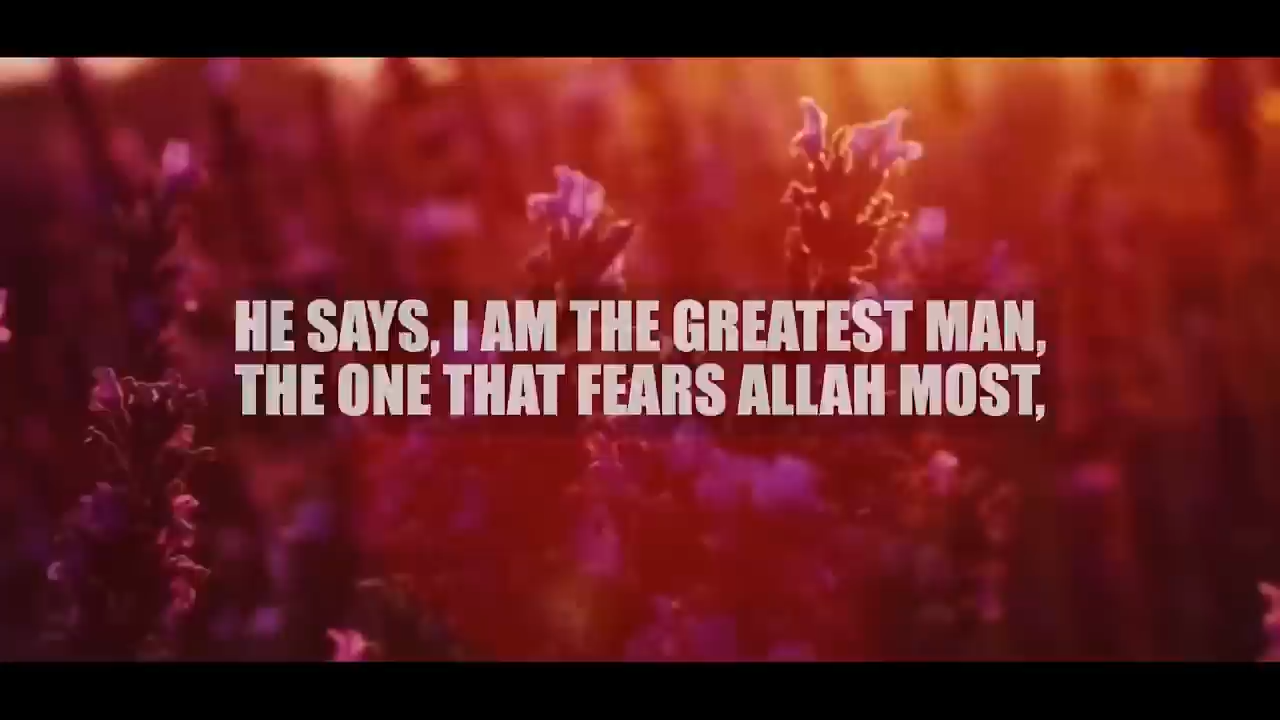 HE SAYS, I AM THE GREATEST MAN,
THE ONE THAT FEARS ALLAH MOST,